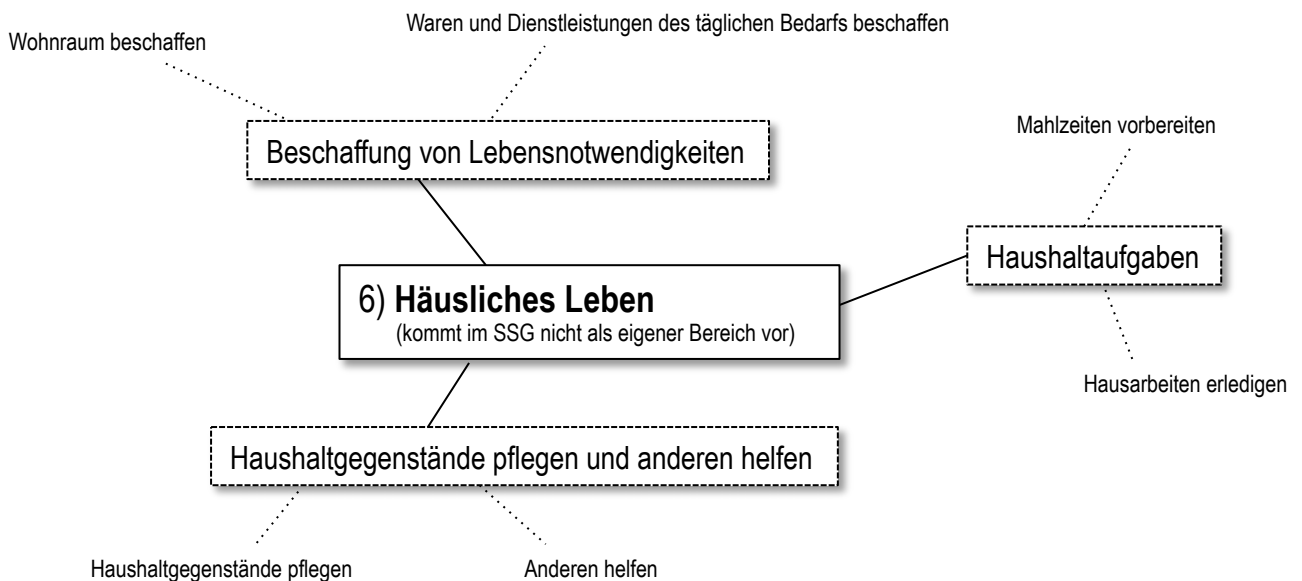 Waren und Dienstleistungen des täglichen Bedarfs beschaffen
Wohnraum beschaffen
Beschaffung von Lebensnotwendigkeiten
Mahlzeiten vorbereiten
Haushaltaufgaben
6) Häusliches Leben
(kommt im SSG nicht als eigener Bereich vor)
Hausarbeiten erledigen
Haushaltgegenstände pflegen und anderen helfen
Haushaltgegenstände pflegen
Anderen helfen